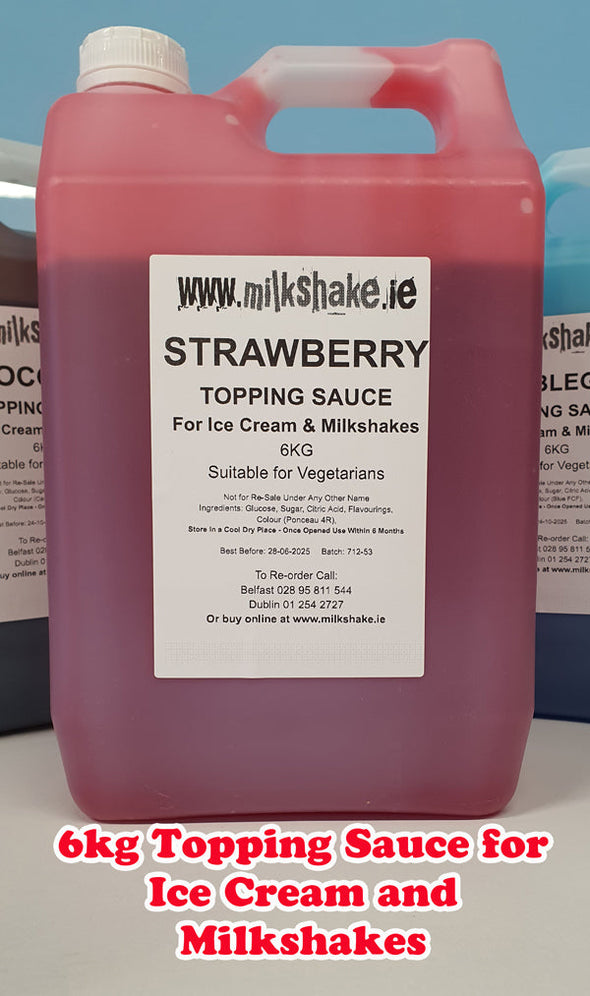 www.milkshake.ie
STRAWBERRY
TOPPING SAUCE
For Ice Cream & Milkshakes
6KG
Suitable for Vegetarians
Not for Re-Sale Under Any Other Name
Ingredients: Glucose, Sugar, Citric Acid, Flavourings,
Colour (Ponceau 4R),
Store in a Cool Dry Place - Once Opened Use Within 6 Months
Best Before: 28-06-2025 Batch: 712-53
To Re-order Call:
Belfast 028 95 811 544
Dublin 01 254 2727
Or buy online at www.milkshake.ie
6kg Topping Sauce for
Ice Cream and
Milkshakes